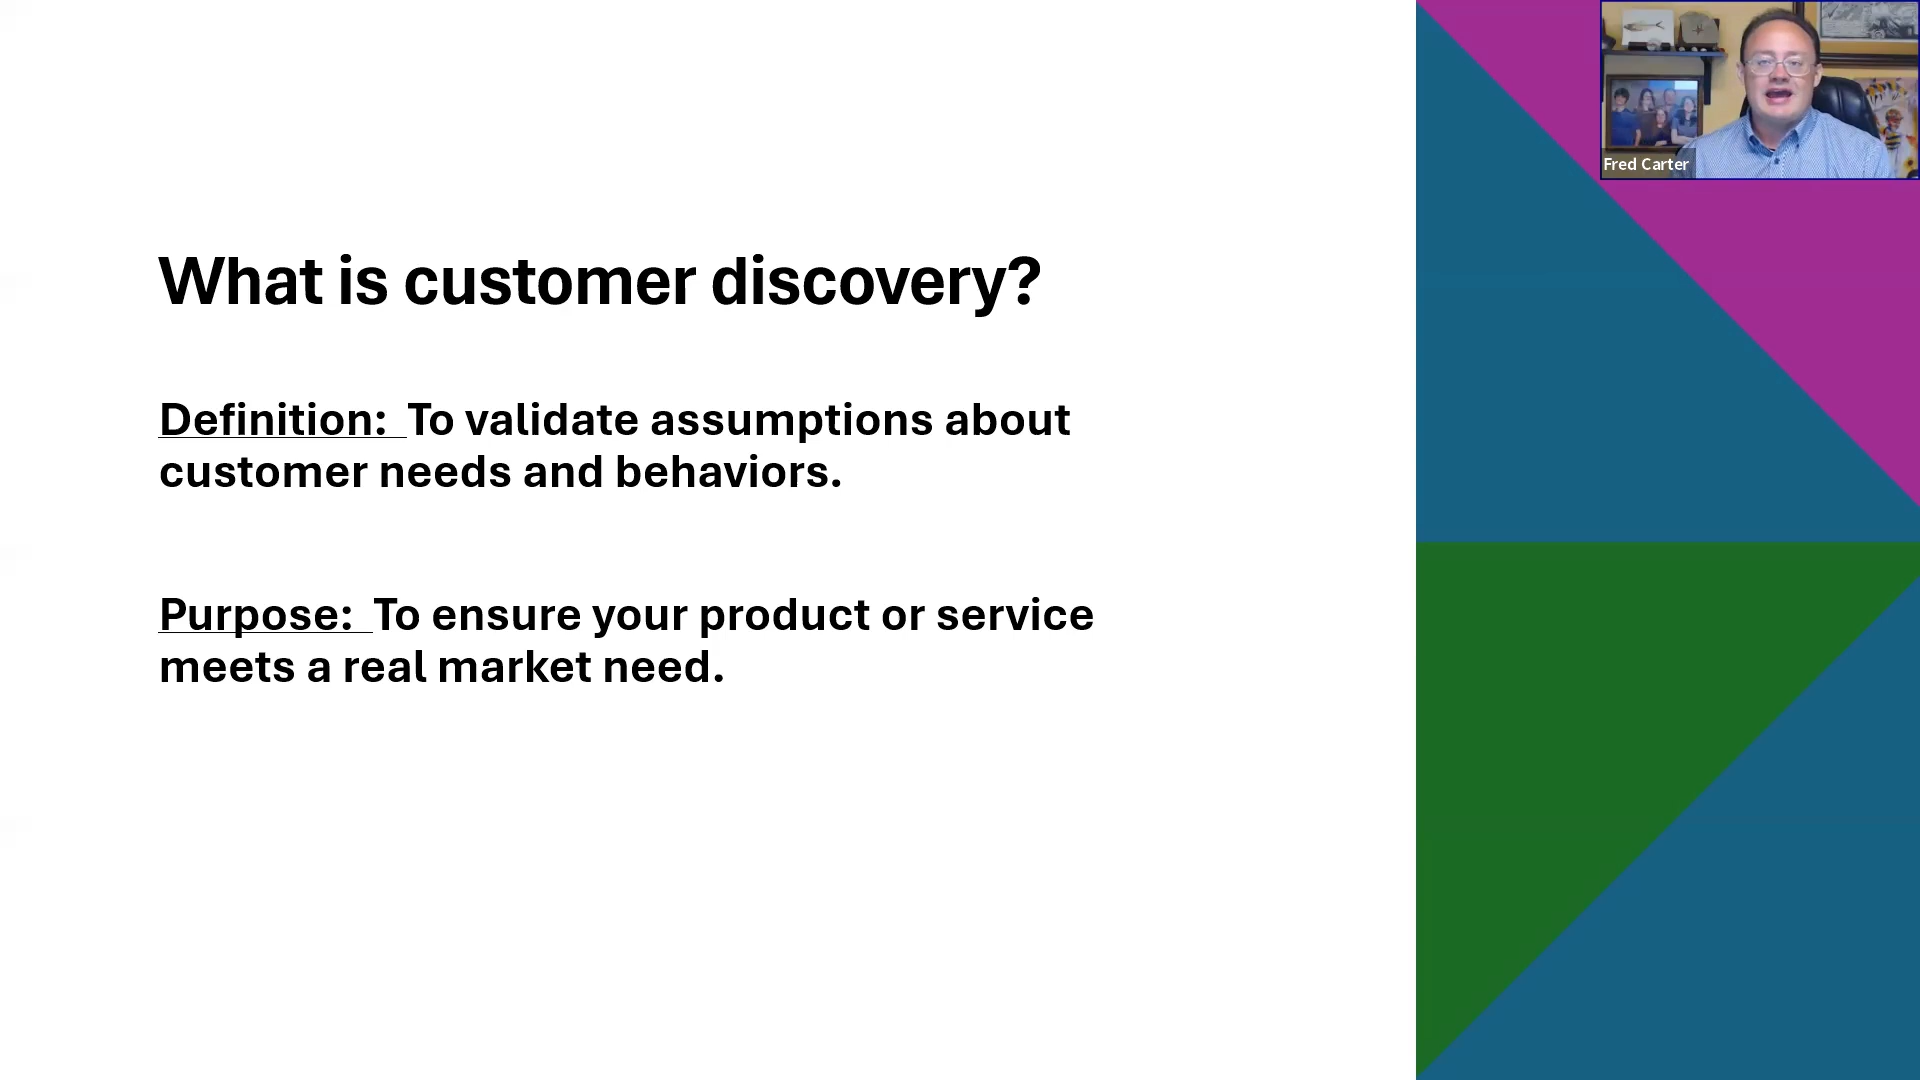 What is customer discovery?
Definition: To validate assumptions about
customer needs and behaviors.
Purpose: To ensure your product or service
meets a real market need.
Fred Carter